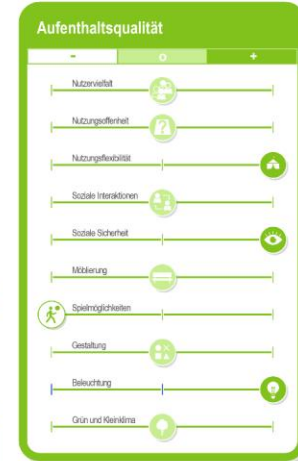 Aufenthaltsqualität
- o +
Nutzervielfalt
Nutzungsoffenheit
Nutzungsflexibilität
Soziale Interaktionen
Soziale Sicherheit
Möblierung
Spielmöglichkeiten
Gestaltung
Beleuchtung
Grün und Kleinklima